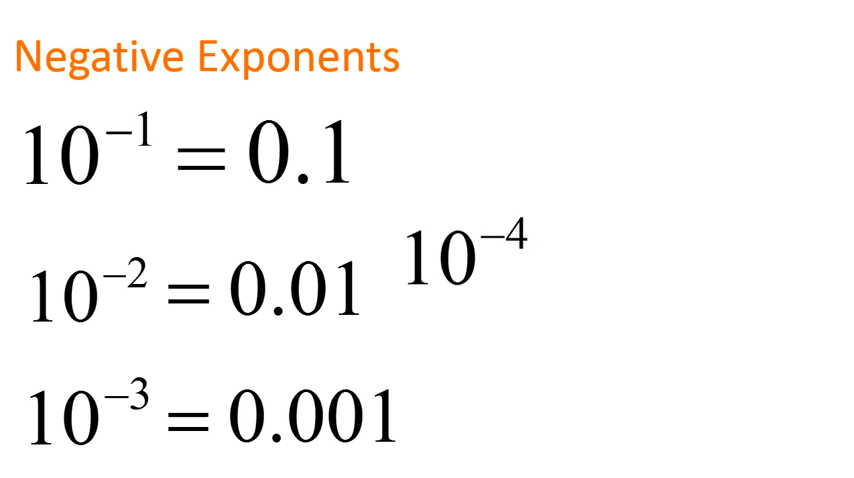 Negative Exponents
10⁻¹ = 0.1
10⁻² = 0.01
10⁻⁴
10⁻³ = 0.001